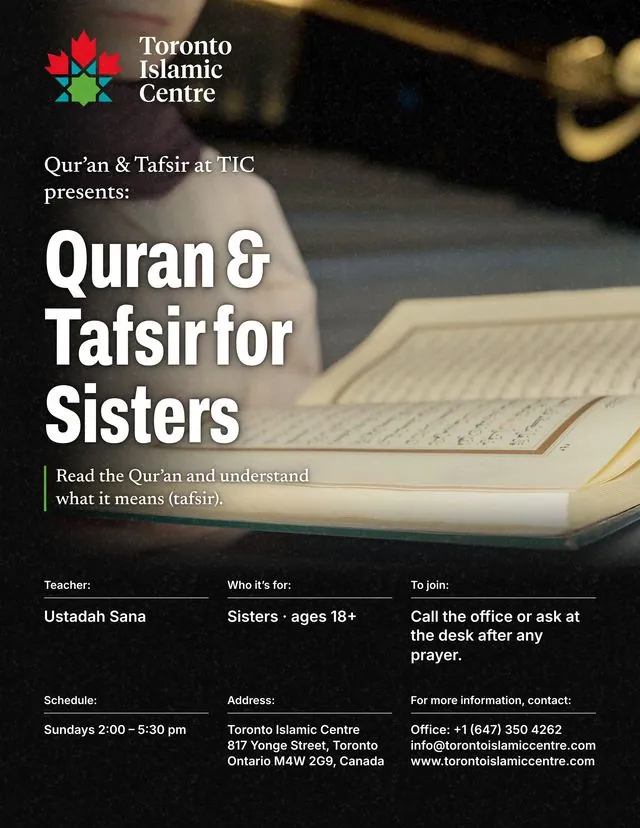 Toronto
Islamic
Centre
Qur’an & Tafsir at TIC
presents:
Quran &
Tafsir for
Sisters
Read the Qur’an and understand
what it means (tafsir).
Teacher:
Ustadah Sana
Who it’s for:
Sisters · ages 18+
To join:
Call the office or ask at
the desk after any
prayer.
Schedule:
Sundays 2:00 – 5:30 pm
Address:
Toronto Islamic Centre
817 Yonge Street, Toronto
Ontario M4W 2G9, Canada
For more information, contact:
Office: +1 (647) 350 4262
info@torontoislamiccentre.com
www.torontoislamiccentre.com